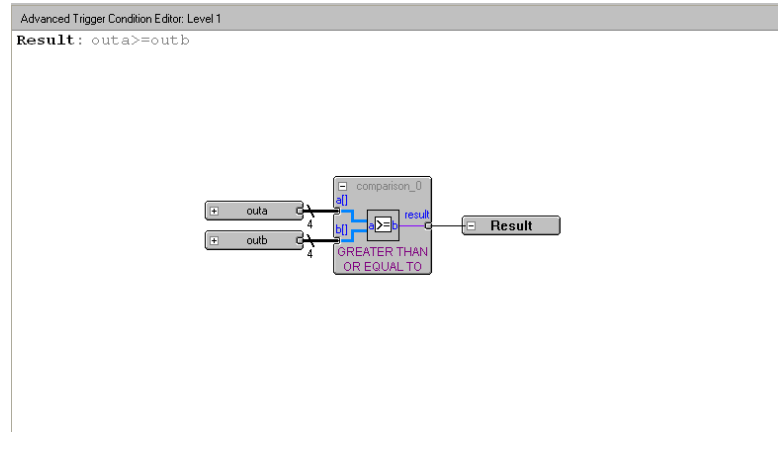 Advanced Trigger Condition Editor: Level 1
Result: outa>=outb
comparison_0
a[]
outa
4
result
a>=b
Result
b[]
outb
4
GREATER THAN
OR EQUAL TO